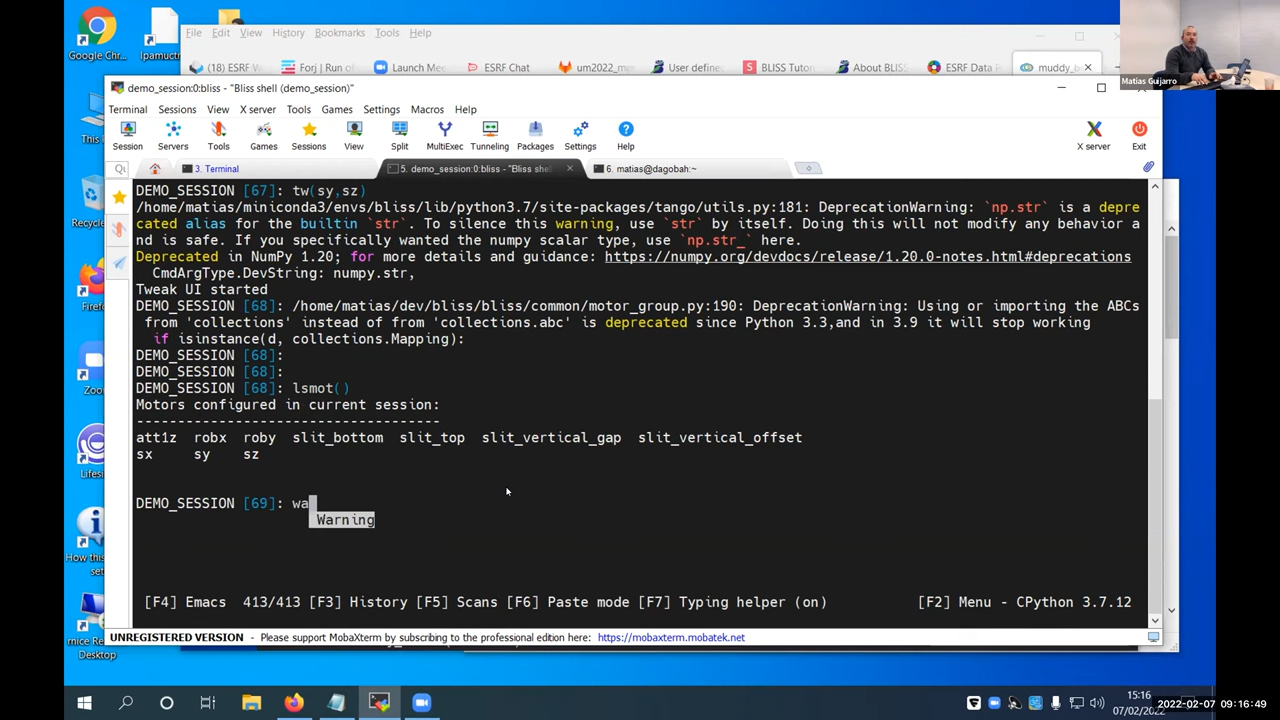 Google Chr...
Ipamuctr
File Edit View History Bookmarks Tools Help
(18) ESRF W
Forj | Run o
Launch Mee
ESRF Chat
um2022_ma
User define
BLISS Tuto
About BLIS
ESRF Data
muddy_b
Matias Guijarro
demo_session:0:bliss - "Bliss shell (demo_session)"
Terminal Sessions View X server Tools Games Settings Macros Help
Session Servers Tools Games Sessions View Split MultiExec Tunneling Packages Settings Help X server Exit
3. Terminal
5. demo_session:0:bliss - "Bliss she
6. matias@dagobah:~
DEMO_SESSION [67]: tw(sy,sz)
/home/matias/miniconda3/envs/bliss/lib/python3.7/site-packages/tango/utils.py:181: DeprecationWarning: `np.str` is a depre
cated alias for the builtin `str`. To silence this warning, use `str` by itself. Doing this will not modify any behavior a
nd is safe. If you specifically wanted the numpy scalar type, use `np.str_` here.
Deprecated in NumPy 1.20; for more details and guidance: https://numpy.org/devdocs/release/1.20.0-notes.html#deprecations
CmdArgType.DevString: numpy.str,
Tweak UI started
DEMO_SESSION [68]: /home/matias/dev/bliss/bliss/common/motor_group.py:190: DeprecationWarning: Using or importing the ABCs
from 'collections' instead of from 'collections.abc' is deprecated since Python 3.3,and in 3.9 it will stop working
if isinstance(d, collections.Mapping):
DEMO_SESSION [68]:
DEMO_SESSION [68]:
DEMO_SESSION [68]: lsmot()
Motors configured in current session:
-------------------------------------
att1z robx roby slit_bottom slit_top slit_vertical_gap slit_vertical_offset
sx sy sz
DEMO_SESSION [69]: wa
Warning
[F4] Emacs 413/413 [F3] History [F5] Scans [F6] Paste mode [F7] Typing helper (on) [F2] Menu - CPython 3.7.12
UNREGISTERED VERSION - Please support MobaXterm by subscribing to the professional edition here: https://mobaxterm.mobatek.net
This
Recyc
Firef
Zoo
Lifesi
How this
set
rnice Re
Desktop
15:16
07/02/2022
2022-02-07 09:16:49